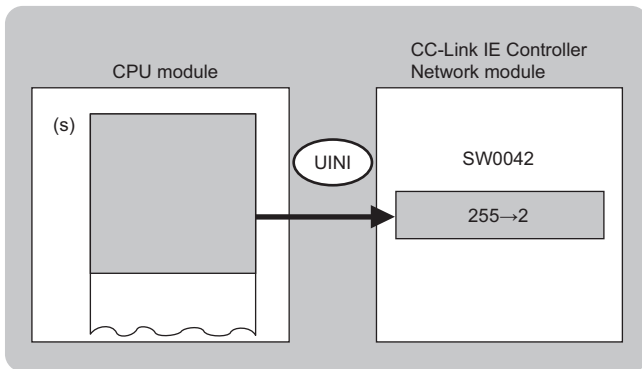 CPU module
CC-Link IE Controller
Network module
(s)
UINI
SW0042
255→2